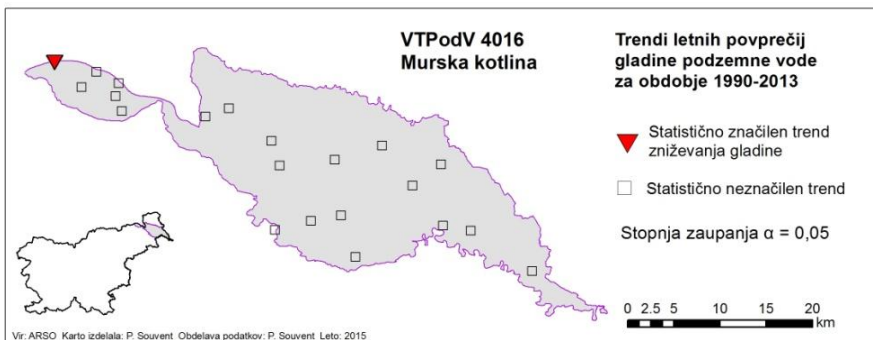 VTPodV 4016
Murska kotlina
Trendi letnih povprečij
gladine podzemne vode
za obdobje 1990-2013
Statistično značilen trend
zniževanja gladine
Statistično neznačilen trend
Stopnja zaupanja α = 0,05
0 2.5 5 10 15 20
km
Vir: ARSO Karto izdelala: P. Souvent Obdelava podatkov: P. Souvent Leto: 2015